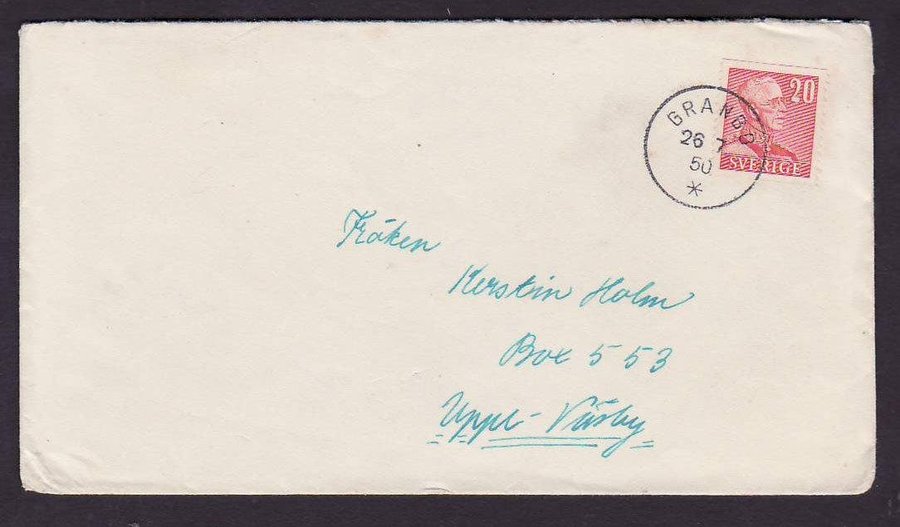 20
SVERIGE
GRANBO
26 7
50
*
Fröken
Kerstin Holm
Box 553
Uppl-Väsby